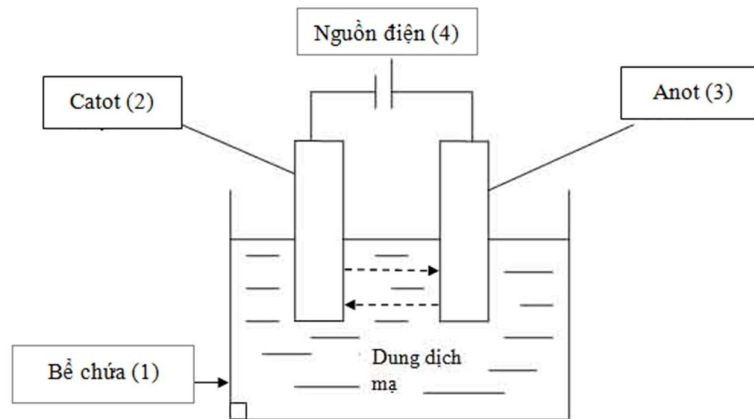 Nguồn điện (4)
Catot (2)
Anot (3)
Bể chứa (1)
Dung dịch
mạ